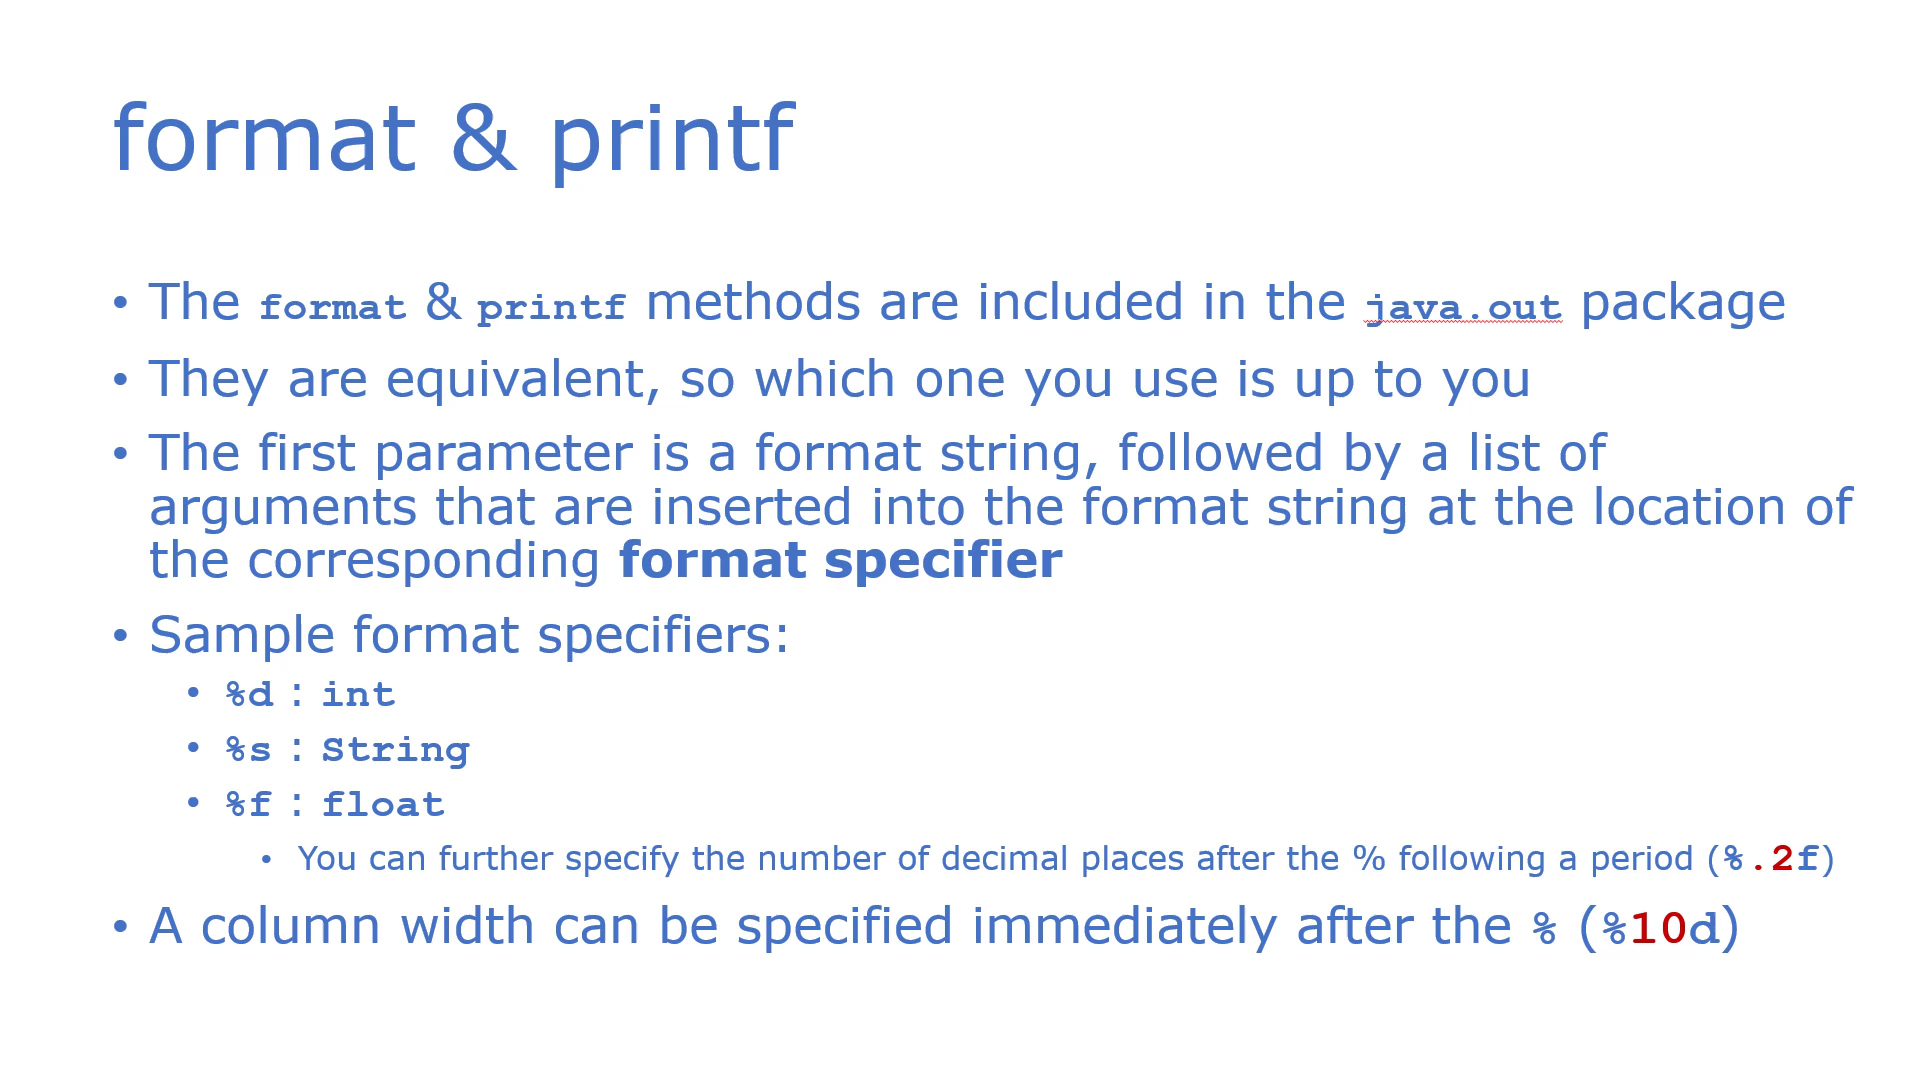 format & printf
• The format & printf methods are included in the java.out package
• They are equivalent, so which one you use is up to you
• The first parameter is a format string, followed by a list of
arguments that are inserted into the format string at the location of
the corresponding format specifier
• Sample format specifiers:
• %d : int
• %s : String
• %f : float
• You can further specify the number of decimal places after the % following a period (%.2f)
• A column width can be specified immediately after the % (%10d)